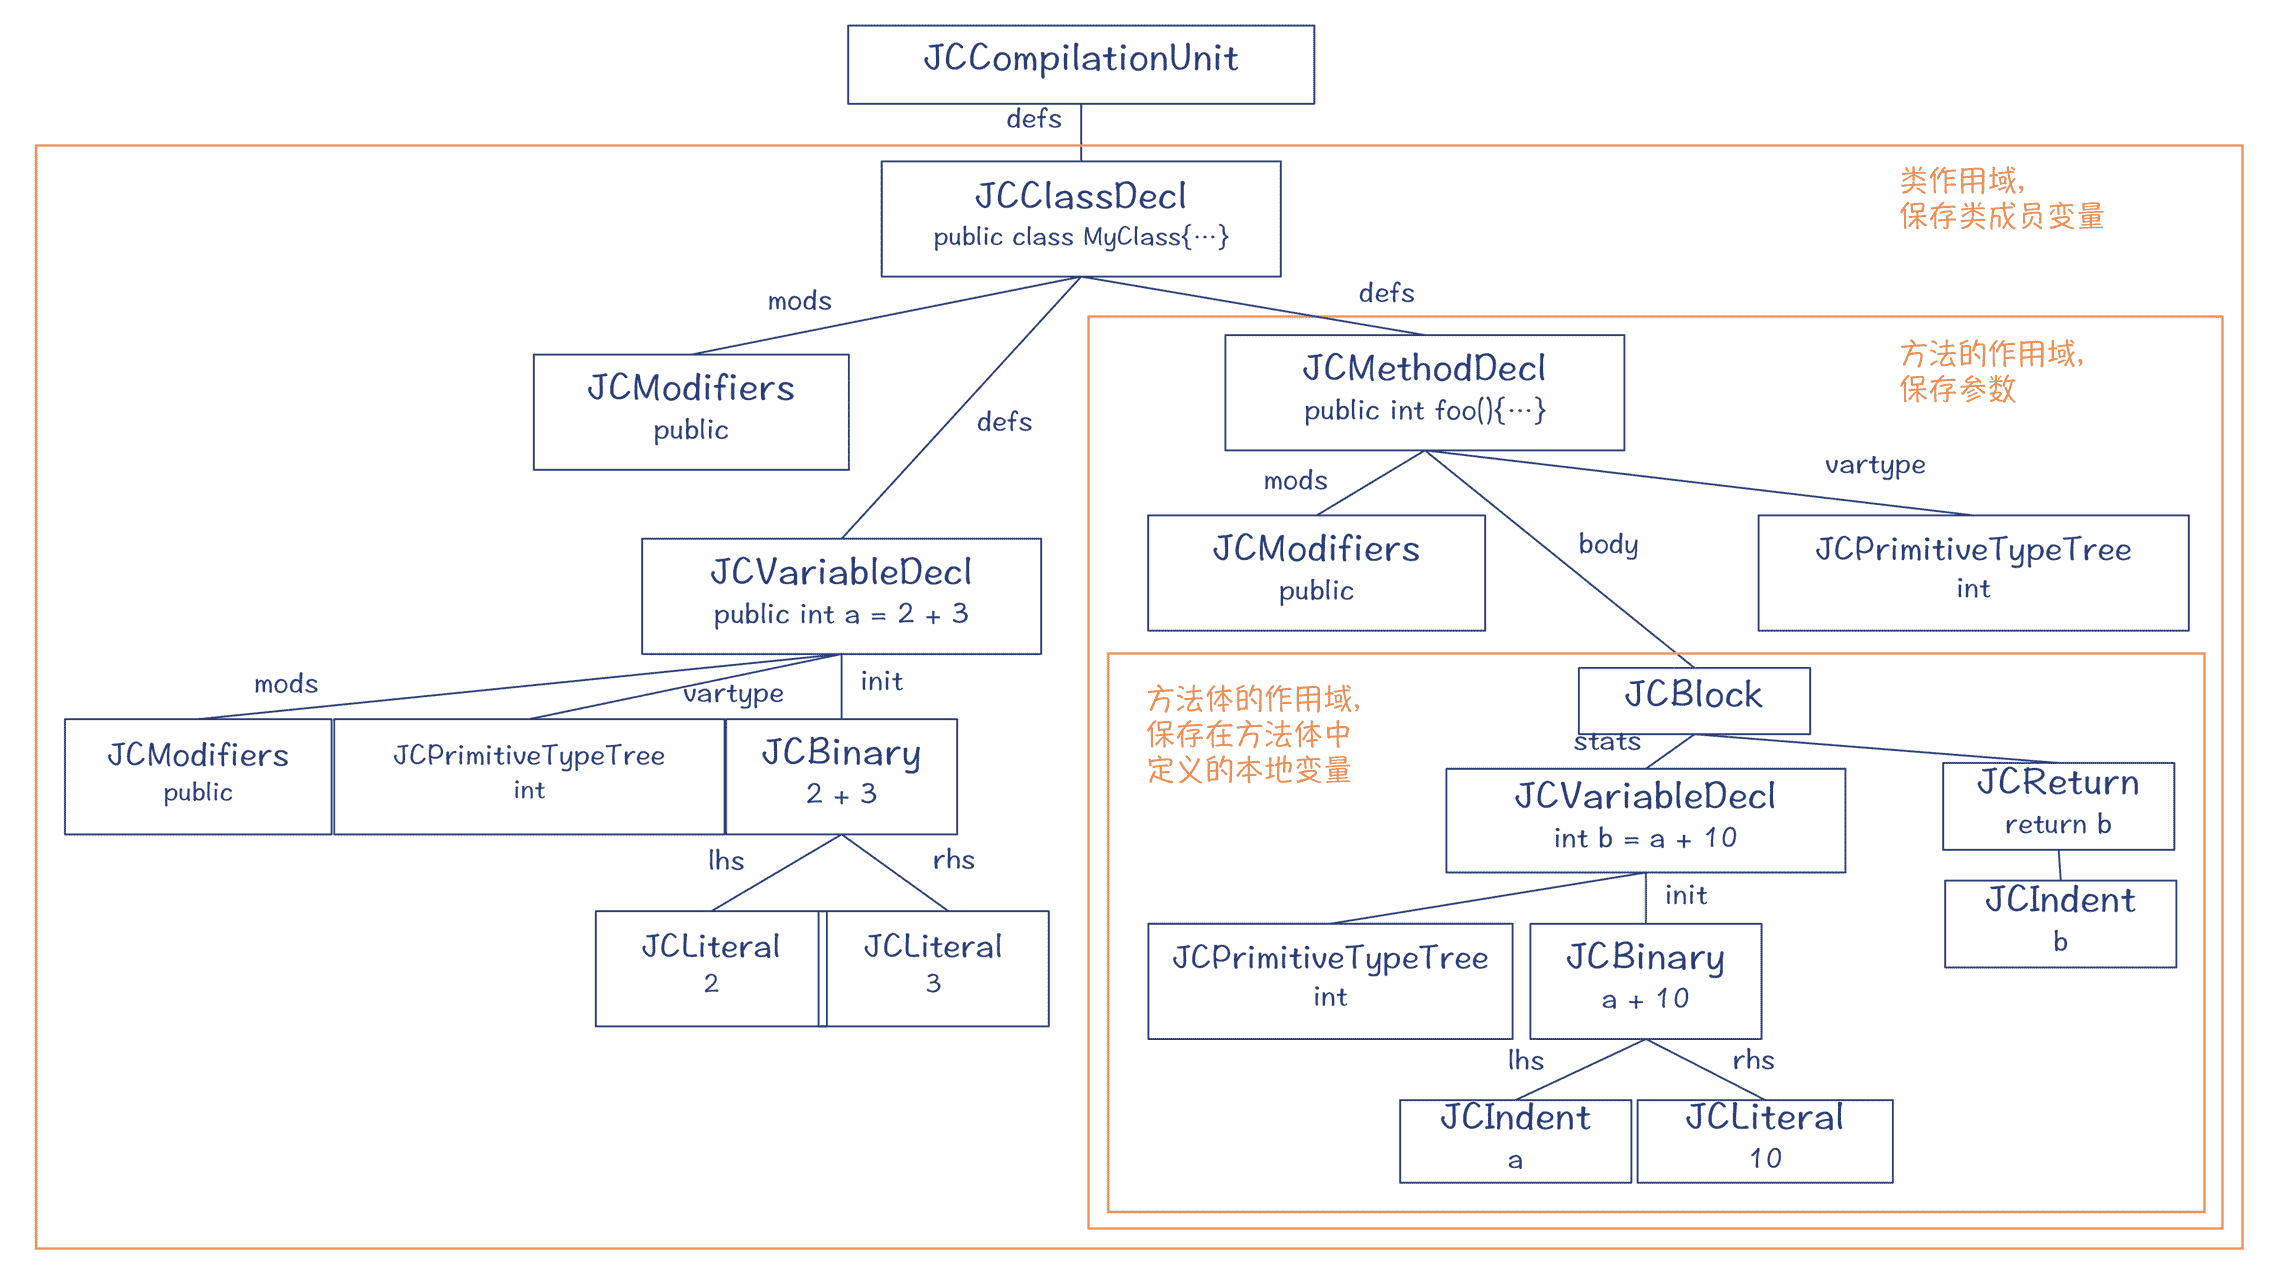 JCCompilationUnit
defs
JCClassDecl
public class MyClass{…}
类作用域,
保存类成员变量
mods
defs
defs
JCModifiers
public
JCMethodDecl
public int foo(){…}
方法的作用域,
保存参数
mods
body
vartype
JCModifiers
public
JCPrimitiveTypeTree
int
JCVariableDecl
public int a = 2 + 3
mods
vartype
init
JCModifiers
public
JCPrimitiveTypeTree
int
JCBinary
2 + 3
lhs
rhs
JCLiteral
2
JCLiteral
3
方法体的作用域,
保存在方法体中
定义的本地变量
JCBlock
stats
JCVariableDecl
int b = a + 10
JCReturn
return b
JCIndent
b
init
JCPrimitiveTypeTree
int
JCBinary
a + 10
lhs
rhs
JCIndent
a
JCLiteral
10